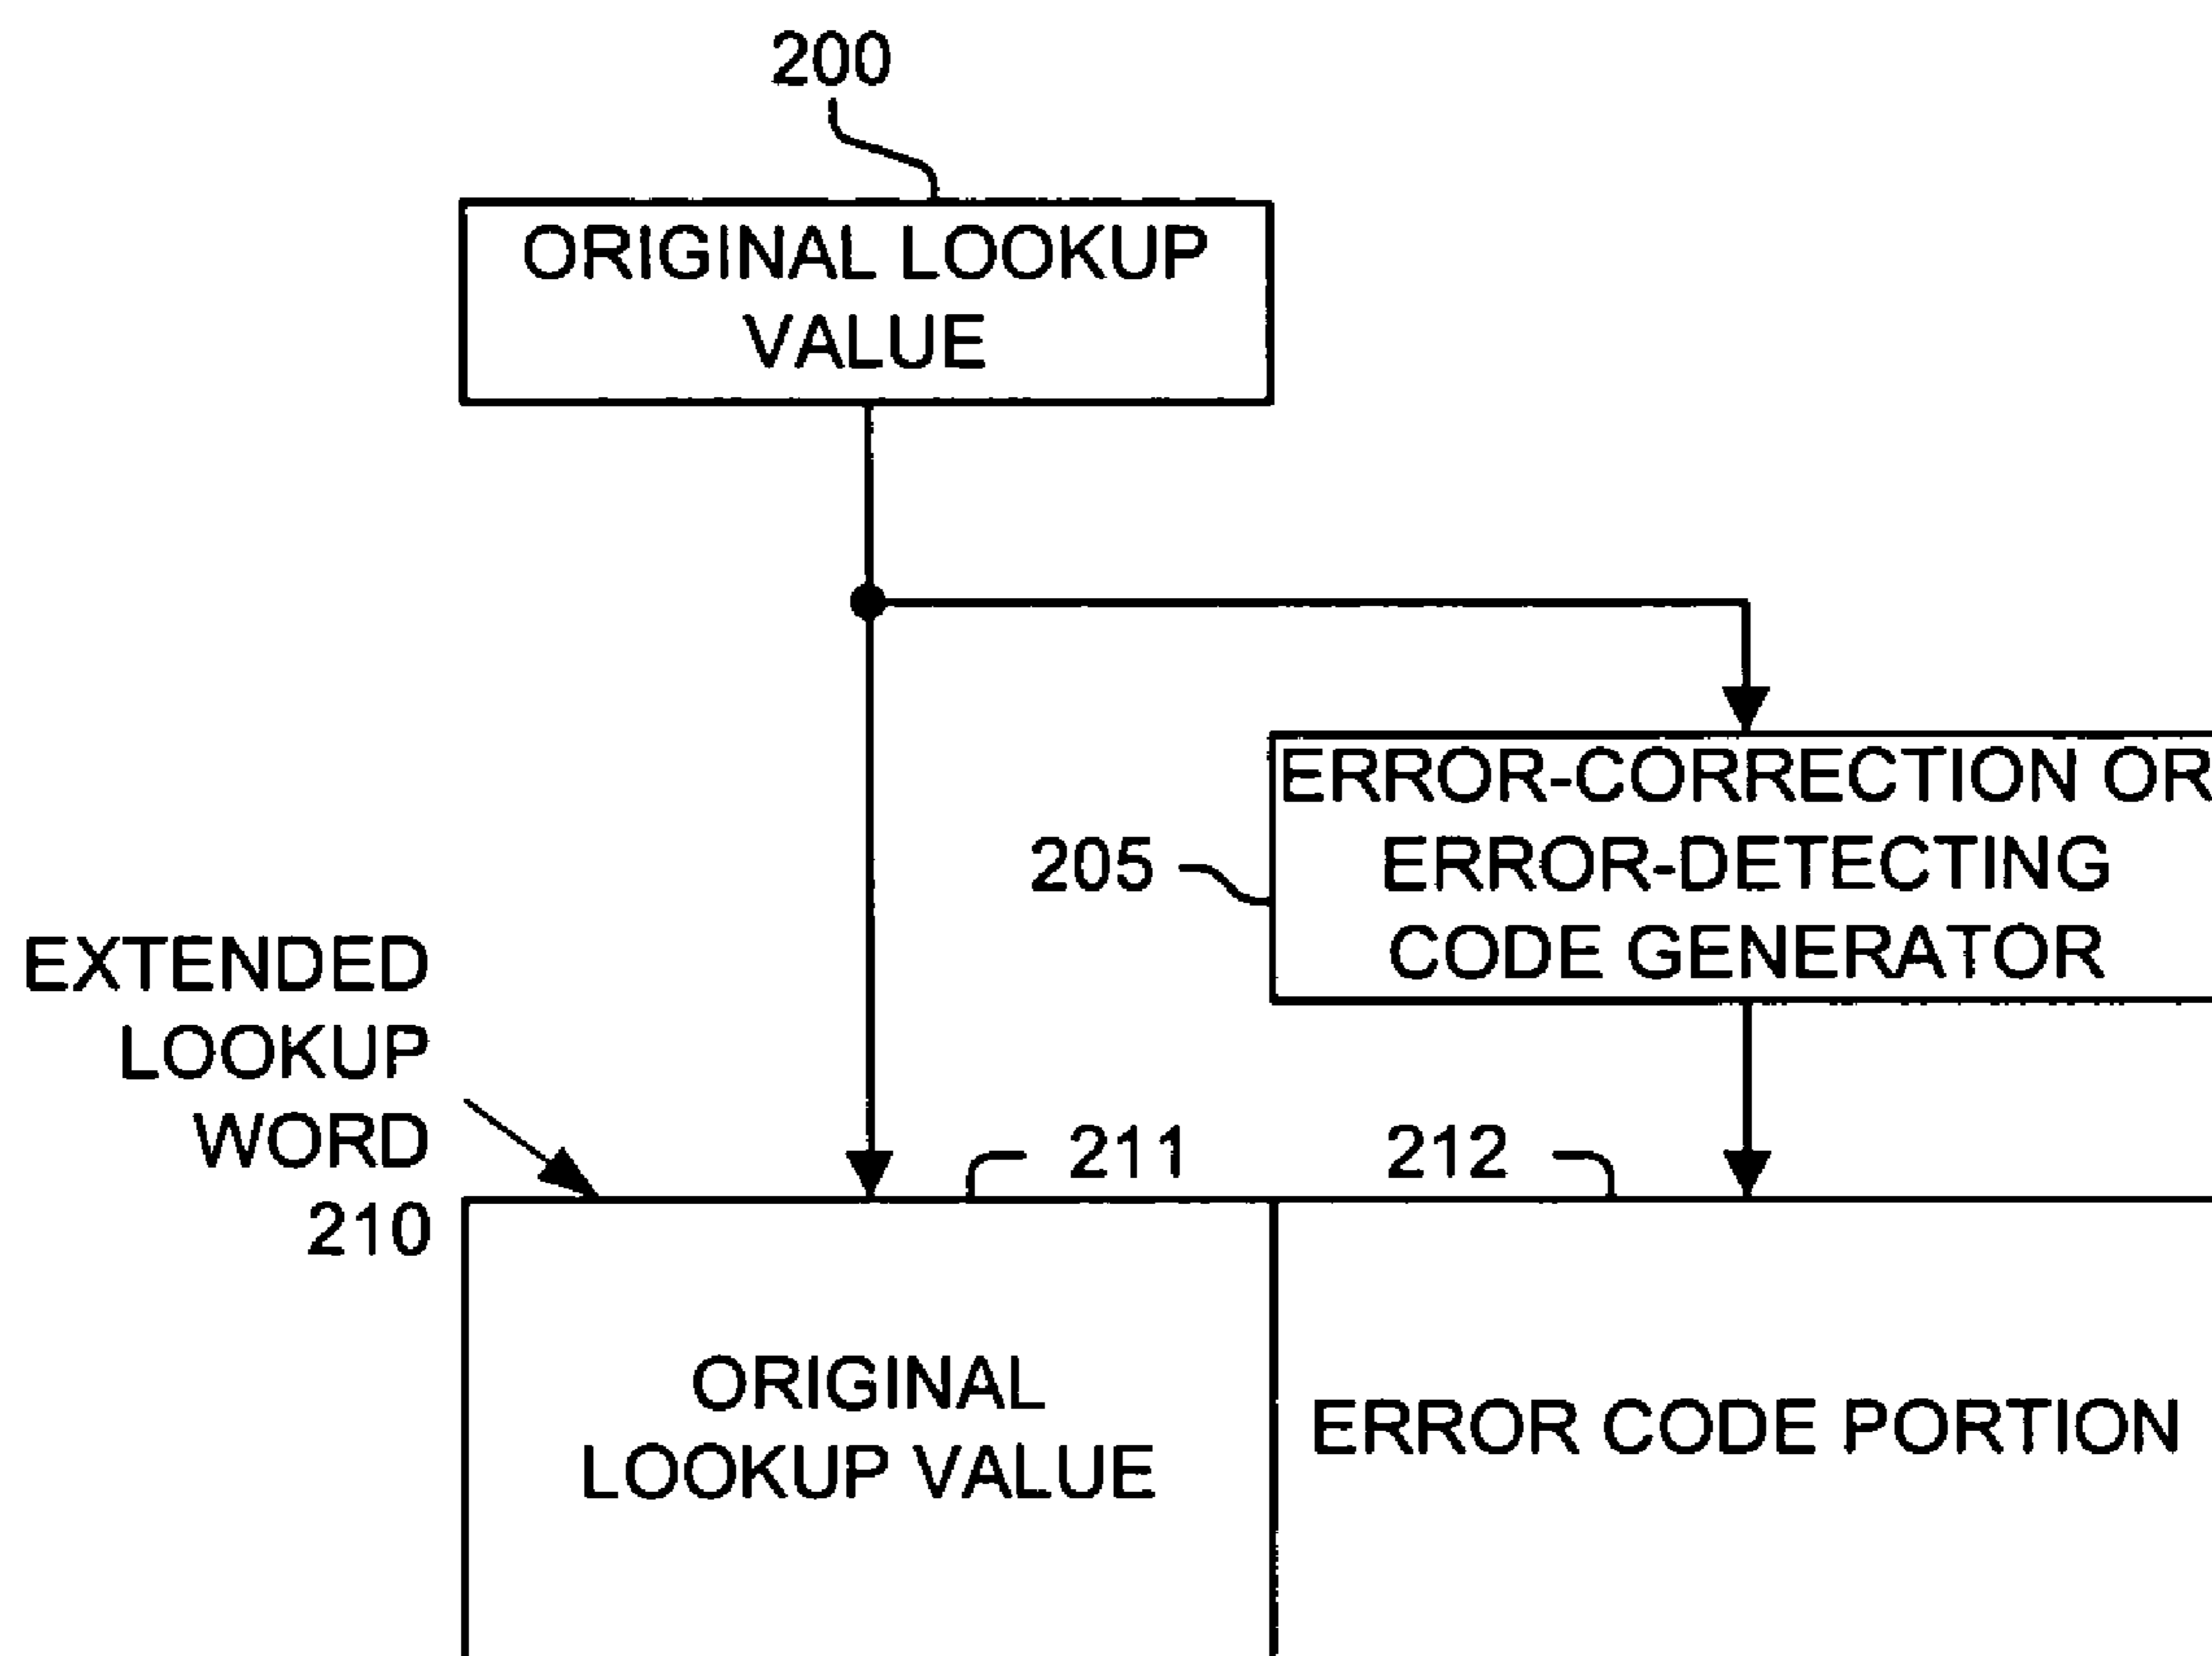 200
ORIGINAL LOOKUP
VALUE
ERROR-CORRECTION OR
ERROR-DETECTING
CODE GENERATOR
205
EXTENDED
LOOKUP
WORD
210
211
212
ORIGINAL
LOOKUP VALUE
ERROR CODE PORTION